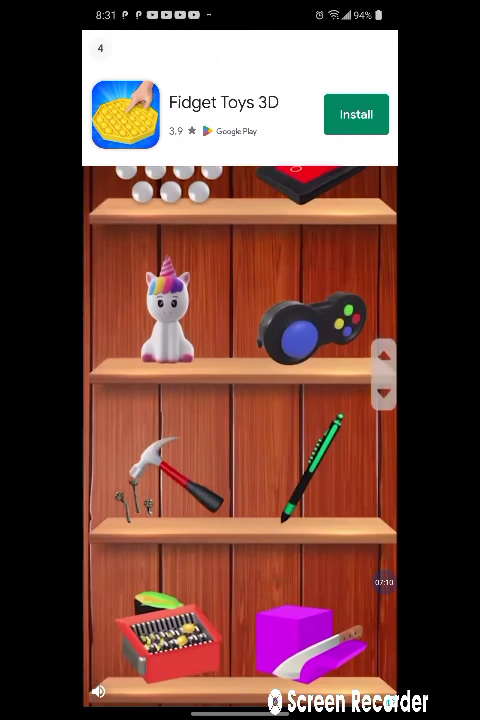 8:31
94%
4
Fidget Toys 3D
Install
3.9 ★ Google Play
07:10
Screen Recorder